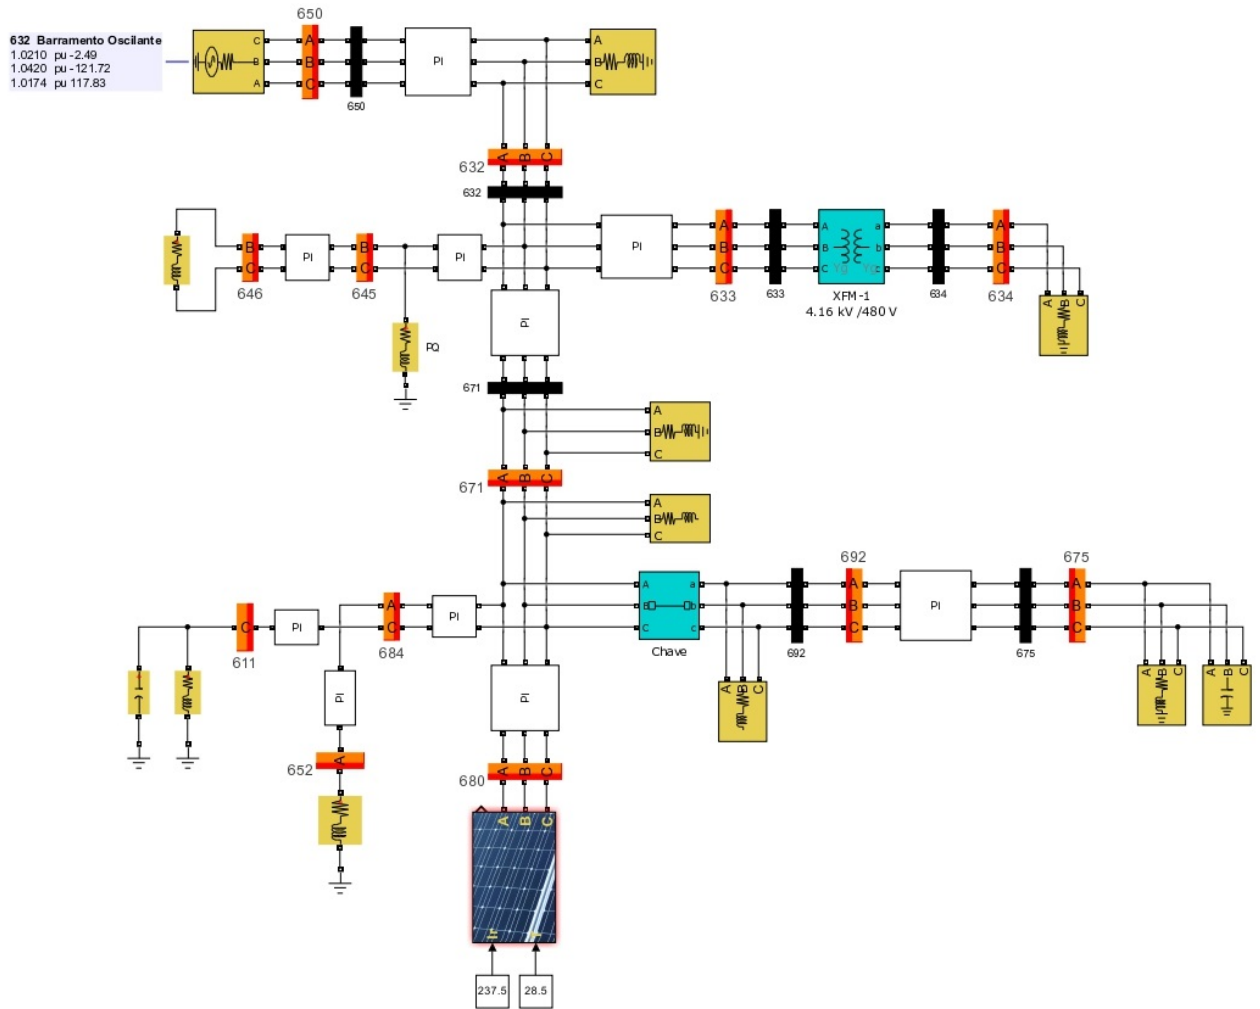 650
632 Barramento Oscilante
1.0210 pu -2.49
1.0420 pu -121.72
1.0174 pu 117.83
C
B
A
A
B
C
650
PI
A
B
C
632
A
B
C
632
646
B
C
PI
645
B
C
PI
PQ
PI
633
A
B
C
633
A
B
C
Yg
Yg
a
b
c
XFM-1
4.16 kV /480 V
634
A
B
C
634
A
B
C
PI
671
A
B
C
671
A
B
C
A
B
C
A
B
C
a
b
c
Chave
692
692
A
B
C
PI
675
675
A
B
C
A
B
C
A
B
C
A
B
C
611
C
PI
684
A
C
PI
PI
652
A
PI
680
A
B
C
A
B
C
Ir
T
237.5
28.5